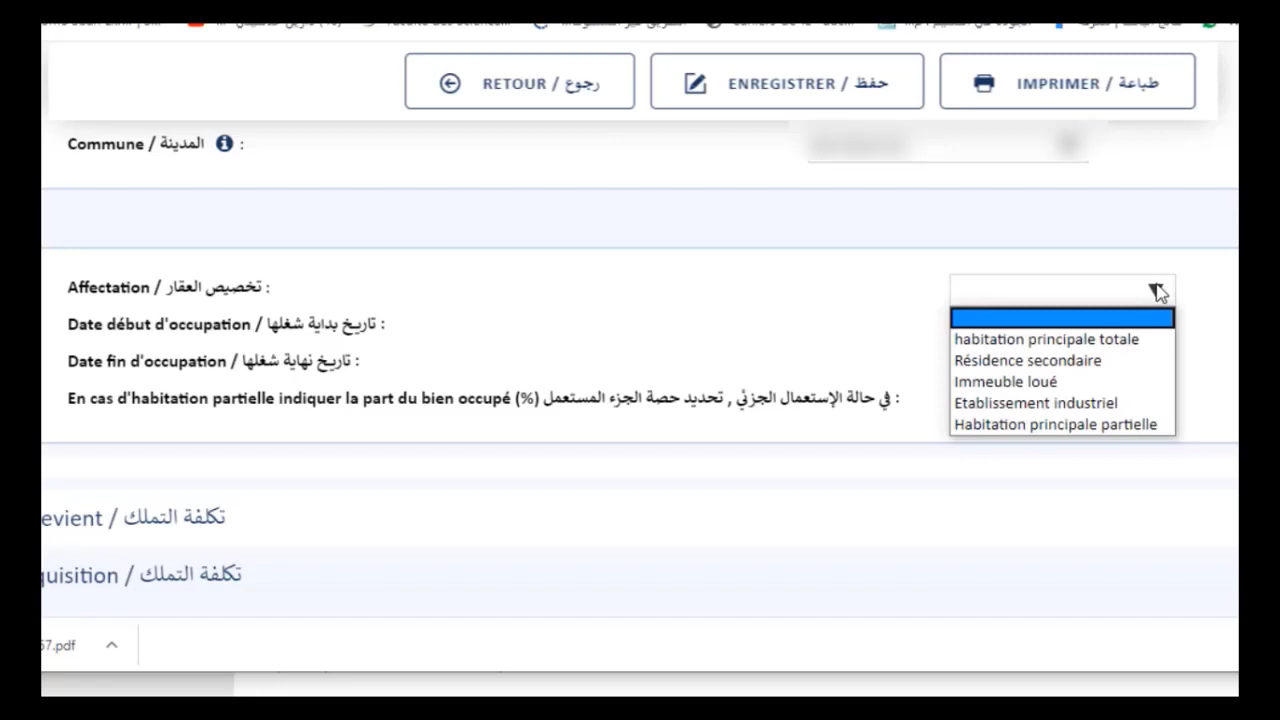 RETOUR / رجوع
ENREGISTRER / حفظ
IMPRIMER / طباعة
Commune / المدينة :
Affectation / تخصيص العقار :
Date début d'occupation / تاريخ بداية شغلها :
Date fin d'occupation / تاريخ نهاية شغلها :
En cas d'habitation partielle indiquer la part du bien occupé (%) في حالة الإستعمال الجزئي , تحديد حصة الجزء المستعمل :
habitation principale totale
Résidence secondaire
Immeuble loué
Etablissement industriel
Habitation principale partielle
evient / تكلفة التملك
quisition / تكلفة التملك
57.pdf